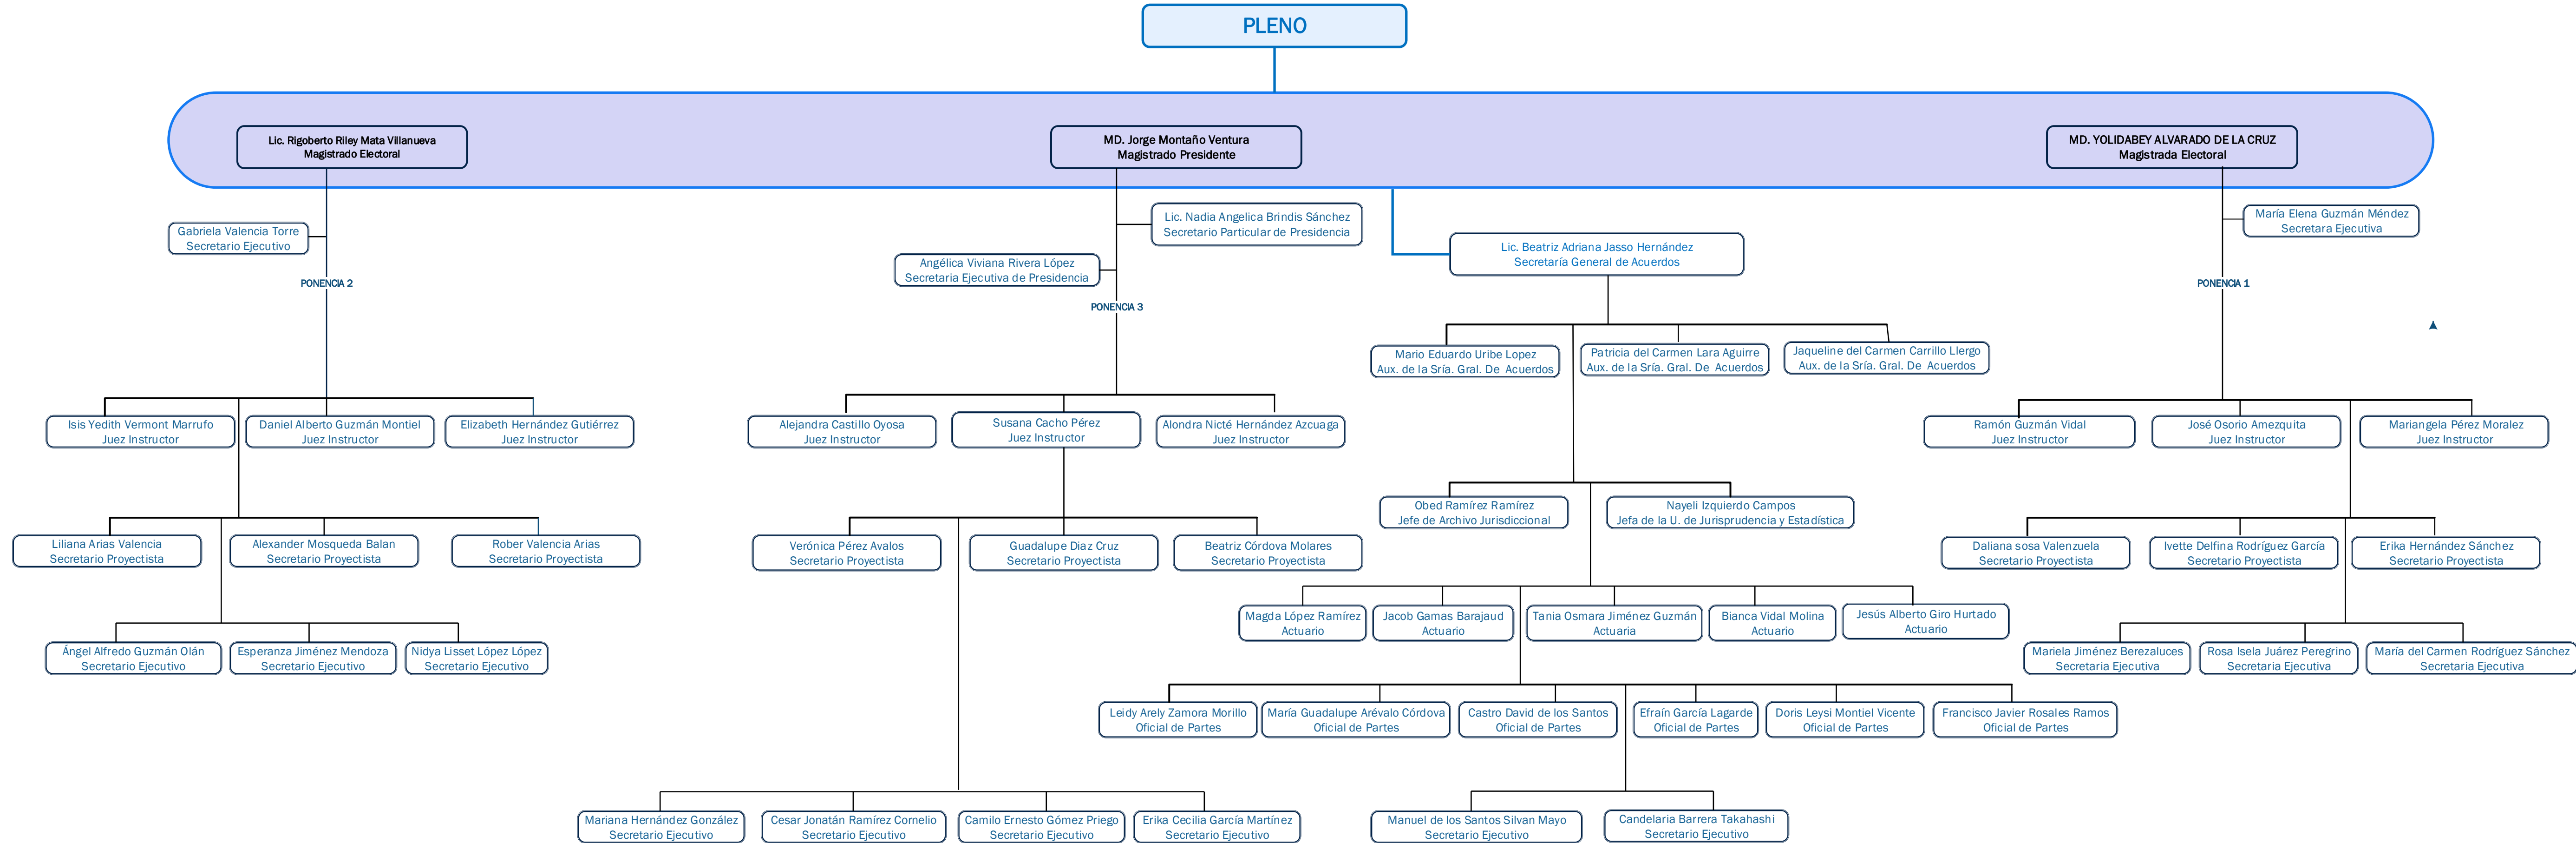 PLENO
Lic. Rigoberto Riley Mata Villanueva
Magistrado Electoral
MD. Jorge Montaño Ventura
Magistrado Presidente
MD. YOLIDABEY ALVARADO DE LA CRUZ
Magistrada Electoral
Gabriela Valencia Torre
Secretario Ejecutivo
Lic. Nadia Angelica Brindis Sánchez
Secretario Particular de Presidencia
Angélica Viviana Rivera López
Secretaria Ejecutiva de Presidencia
Lic. Beatriz Adriana Jasso Hernández
Secretaría General de Acuerdos
María Elena Guzmán Méndez
Secretara Ejecutiva
PONENCIA 2
PONENCIA 3
PONENCIA 1
Mario Eduardo Uribe Lopez
Aux. de la Sría. Gral. De Acuerdos
Patricia del Carmen Lara Aguirre
Aux. de la Sría. Gral. De Acuerdos
Jaqueline del Carmen Carrillo Llergo
Aux. de la Sría. Gral. De Acuerdos
Isis Yedith Vermont Marrufo
Juez Instructor
Daniel Alberto Guzmán Montiel
Juez Instructor
Elizabeth Hernández Gutiérrez
Juez Instructor
Alejandra Castillo Oyosa
Juez Instructor
Susana Cacho Pérez
Juez Instructor
Alondra Nicté Hernández Azcuaga
Juez Instructor
Ramón Guzmán Vidal
Juez Instructor
José Osorio Amezquita
Juez Instructor
Mariangela Pérez Moralez
Juez Instructor
Obed Ramírez Ramírez
Jefe de Archivo Jurisdiccional
Nayeli Izquierdo Campos
Jefa de la U. de Jurisprudencia y Estadística
Liliana Arias Valencia
Secretario Proyectista
Alexander Mosqueda Balan
Secretario Proyectista
Rober Valencia Arias
Secretario Proyectista
Verónica Pérez Avalos
Secretario Proyectista
Guadalupe Diaz Cruz
Secretario Proyectista
Beatriz Córdova Molares
Secretario Proyectista
Daliana sosa Valenzuela
Secretario Proyectista
Ivette Delfina Rodríguez García
Secretario Proyectista
Erika Hernández Sánchez
Secretario Proyectista
Magda López Ramírez
Actuario
Jacob Gamas Barajaud
Actuario
Tania Osmara Jiménez Guzmán
Actuaria
Bianca Vidal Molina
Actuario
Jesús Alberto Giro Hurtado
Actuario
Ángel Alfredo Guzmán Olán
Secretario Ejecutivo
Esperanza Jiménez Mendoza
Secretario Ejecutivo
Nidya Lisset López López
Secretario Ejecutivo
Mariela Jiménez Berezaluces
Secretaria Ejecutiva
Rosa Isela Juárez Peregrino
Secretaria Ejecutiva
María del Carmen Rodríguez Sánchez
Secretaria Ejecutiva
Leidy Arely Zamora Morillo
Oficial de Partes
María Guadalupe Arévalo Córdova
Oficial de Partes
Castro David de los Santos
Oficial de Partes
Efraín García Lagarde
Oficial de Partes
Doris Leysi Montiel Vicente
Oficial de Partes
Francisco Javier Rosales Ramos
Oficial de Partes
Mariana Hernández González
Secretario Ejecutivo
Cesar Jonatán Ramírez Cornelio
Secretario Ejecutivo
Camilo Ernesto Gómez Priego
Secretario Ejecutivo
Erika Cecilia García Martínez
Secretario Ejecutivo
Manuel de los Santos Silvan Mayo
Secretario Ejecutivo
Candelaria Barrera Takahashi
Secretario Ejecutivo